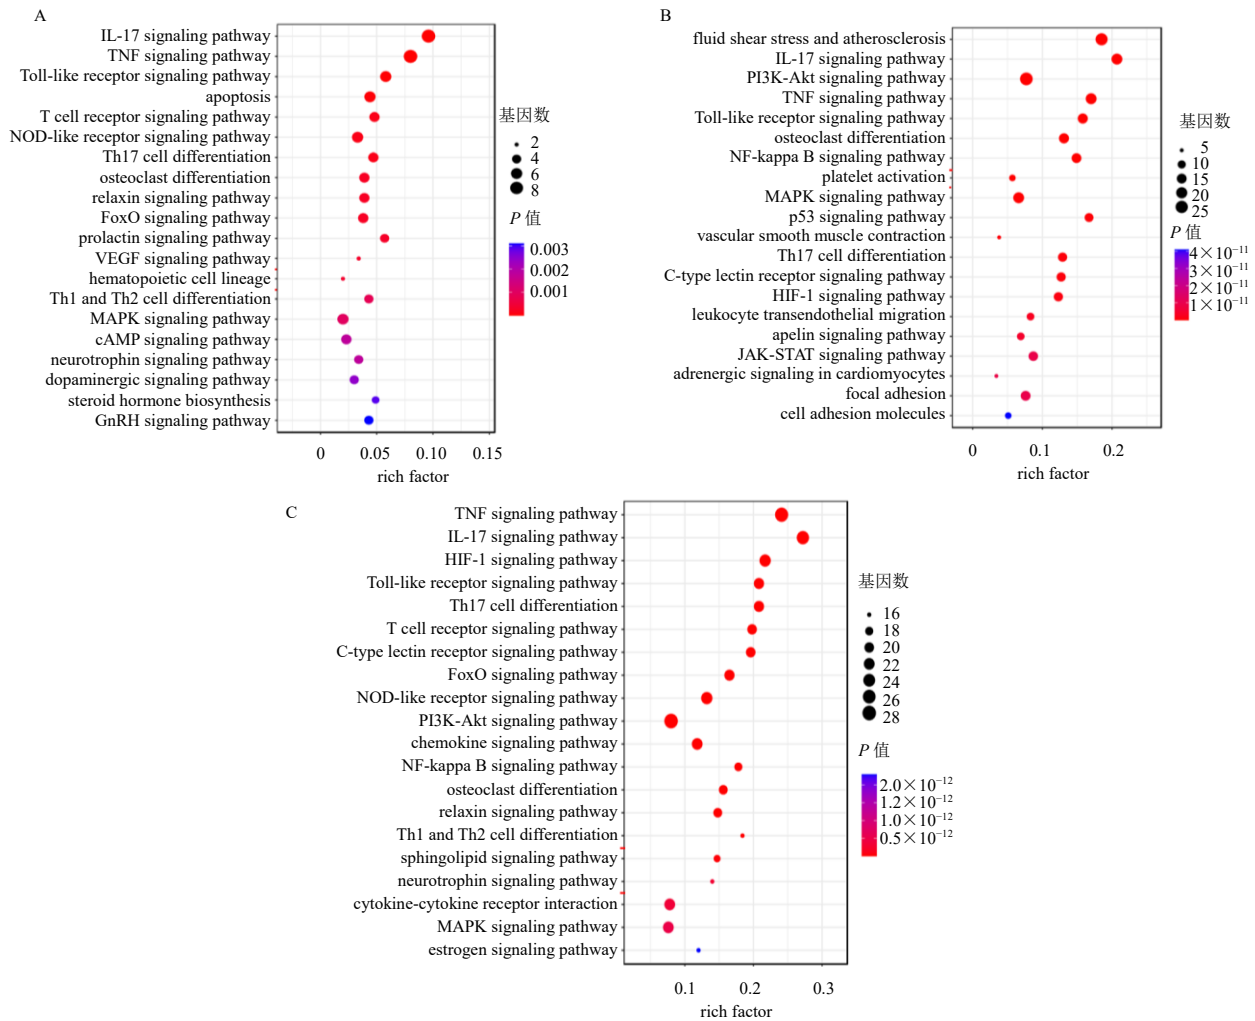 A
IL-17 signaling pathway
TNF signaling pathway
Toll-like receptor signaling pathway
apoptosis
T cell receptor signaling pathway
NOD-like receptor signaling pathway
Th17 cell differentiation
osteoclast differentiation
relaxin signaling pathway
FoxO signaling pathway
prolactin signaling pathway
VEGF signaling pathway
hematopoietic cell lineage
Th1 and Th2 cell differentiation
MAPK signaling pathway
cAMP signaling pathway
neurotrophin signaling pathway
dopaminergic signaling pathway
steroid hormone biosynthesis
GnRH signaling pathway
0 0.05 0.10 0.15
rich factor
基因数
2
4
6
8
P 值
0.003
0.002
0.001
B
fluid shear stress and atherosclerosis
IL-17 signaling pathway
PI3K-Akt signaling pathway
TNF signaling pathway
Toll-like receptor signaling pathway
osteoclast differentiation
NF-kappa B signaling pathway
platelet activation
MAPK signaling pathway
p53 signaling pathway
vascular smooth muscle contraction
Th17 cell differentiation
C-type lectin receptor signaling pathway
HIF-1 signaling pathway
leukocyte transendothelial migration
apelin signaling pathway
JAK-STAT signaling pathway
adrenergic signaling in cardiomyocytes
focal adhesion
cell adhesion molecules
0 0.1 0.2
rich factor
基因数
5
10
15
20
25
P 值
4×10⁻¹¹
3×10⁻¹¹
2×10⁻¹¹
1×10⁻¹¹
C
TNF signaling pathway
IL-17 signaling pathway
HIF-1 signaling pathway
Toll-like receptor signaling pathway
Th17 cell differentiation
T cell receptor signaling pathway
C-type lectin receptor signaling pathway
FoxO signaling pathway
NOD-like receptor signaling pathway
PI3K-Akt signaling pathway
chemokine signaling pathway
NF-kappa B signaling pathway
osteoclast differentiation
relaxin signaling pathway
Th1 and Th2 cell differentiation
sphingolipid signaling pathway
neurotrophin signaling pathway
cytokine-cytokine receptor interaction
MAPK signaling pathway
estrogen signaling pathway
0.1 0.2 0.3
rich factor
基因数
16
18
20
22
24
26
28
P 值
2.0×10⁻¹²
1.2×10⁻¹²
1.0×10⁻¹²
0.5×10⁻¹²